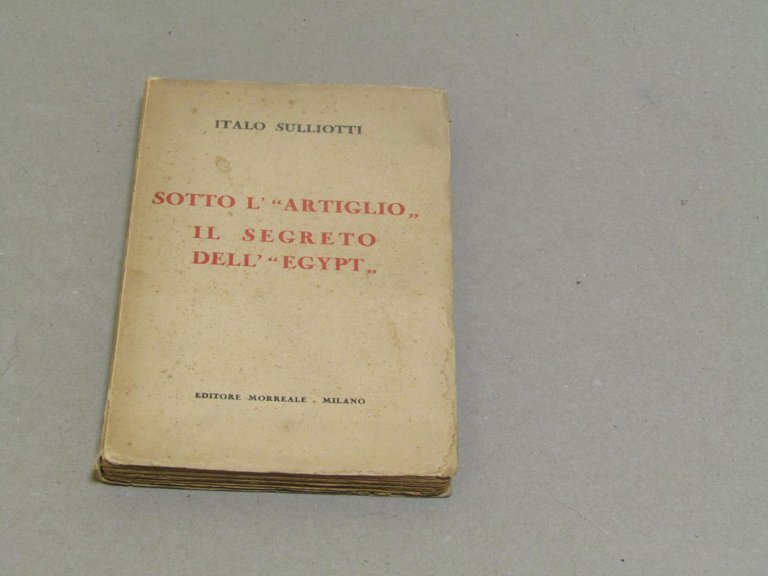 ITALO SULLIOTTI
SOTTO L' “ARTIGLIO„
IL SEGRETO
DELL' “EGYPT„
EDITORE MORREALE - MILANO